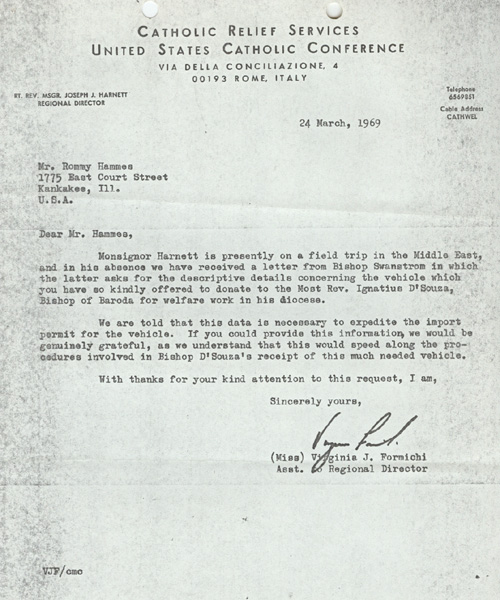 CATHOLIC RELIEF SERVICES
UNITED STATES CATHOLIC CONFERENCE
VIA DELLA CONCILIAZIONE, 4
00193 ROME, ITALY
RT. REV. MSGR. JOSEPH J. HARNETT
REGIONAL DIRECTOR
Telephone
6569251
Cable Address
CATHWEL
24 March, 1969
Mr. Rommy Hammes
1775 East Court Street
Kankakee, Ill.
U.S.A.
Dear Mr. Hammes,
Monsignor Harnett is presently on a field trip in the Middle East,
and in his absence we have received a letter from Bishop Swanstrom in which
the latter asks for the descriptive details concerning the vehicle which
you have so kindly offered to donate to the Most Rev. Ignatius D'Souza,
Bishop of Baroda for welfare work in his diocese.
We are told that this data is necessary to expedite the import
permit for the vehicle. If you could provide this information, we would be
genuinely grateful, as we understand that this would speed along the pro-
cedures involved in Bishop D'Souza's receipt of this much needed vehicle.
With thanks for your kind attention to this request, I am,
Sincerely yours,
(Miss) Virginia J. Formichi
Asst. to Regional Director
VJF/cmc